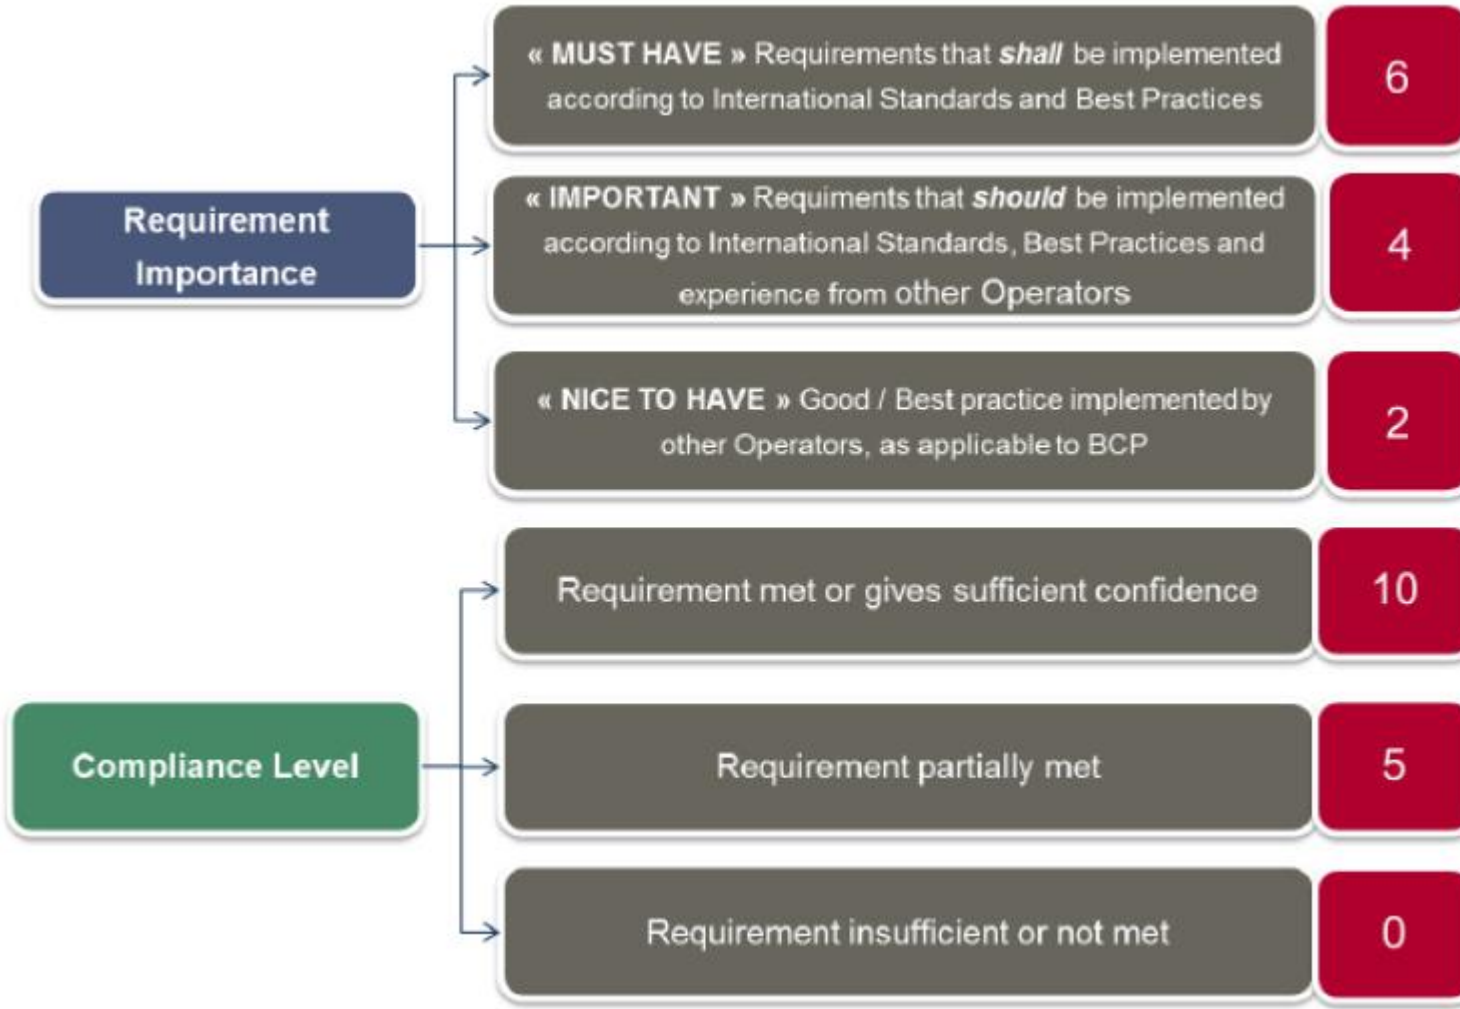 « MUST HAVE » Requirements that shall be implemented
according to International Standards and Best Practices
6
Requirement
Importance
« IMPORTANT » Requiments that should be implemented
according to International Standards, Best Practices and
experience from other Operators
4
« NICE TO HAVE » Good / Best practice implemented by
other Operators, as applicable to BCP
2
Requirement met or gives sufficient confidence
10
Compliance Level
Requirement partially met
5
Requirement insufficient or not met
0